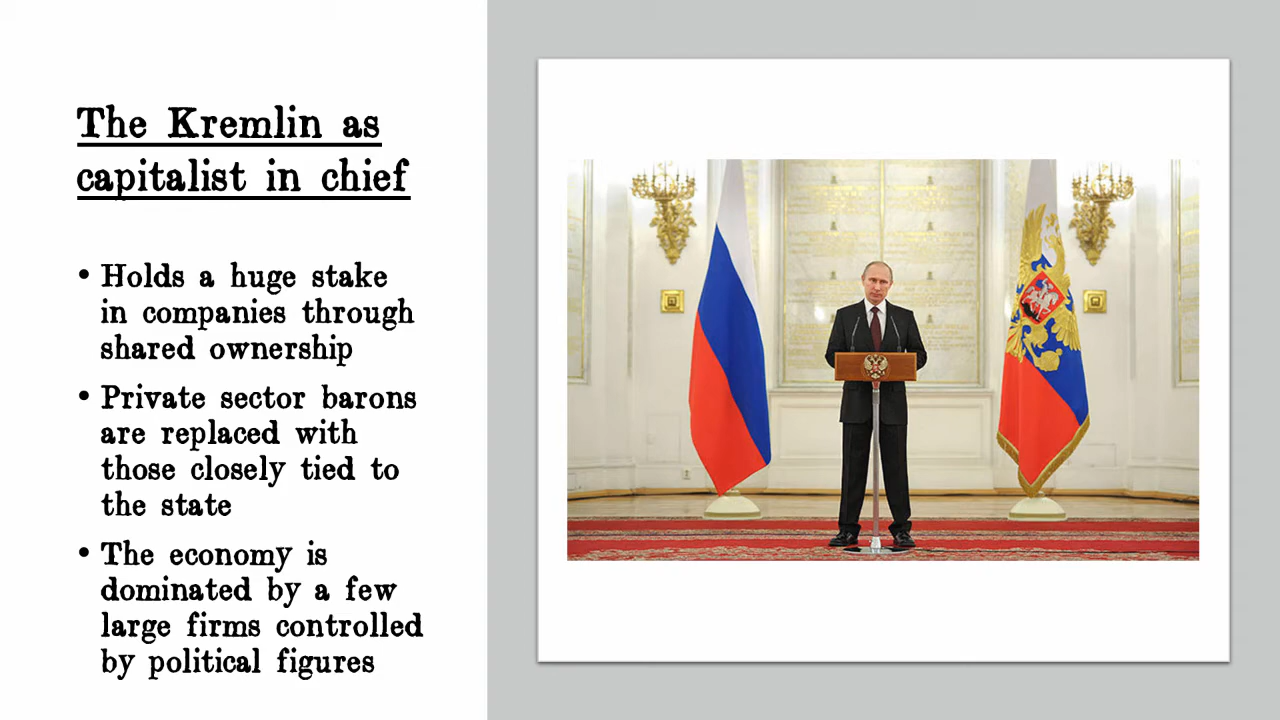 The Kremlin as
capitalist in chief
• Holds a huge stake
in companies through
shared ownership
• Private sector barons
are replaced with
those closely tied to
the state
• The economy is
dominated by a few
large firms controlled
by political figures